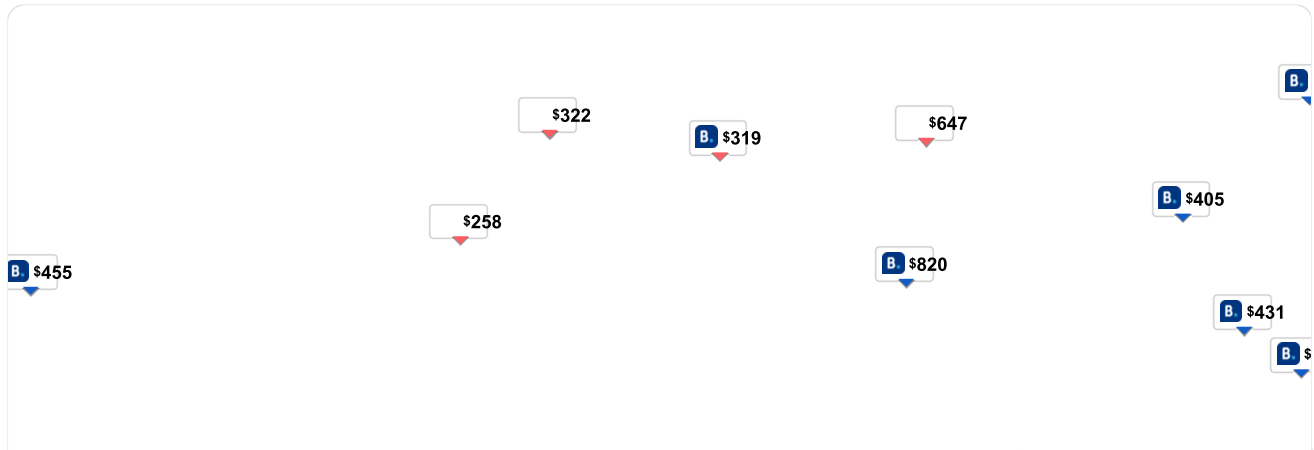 B.
$322
$647
B. $319
B. $405
$258
B. $820
B. $455
B. $431
B. $